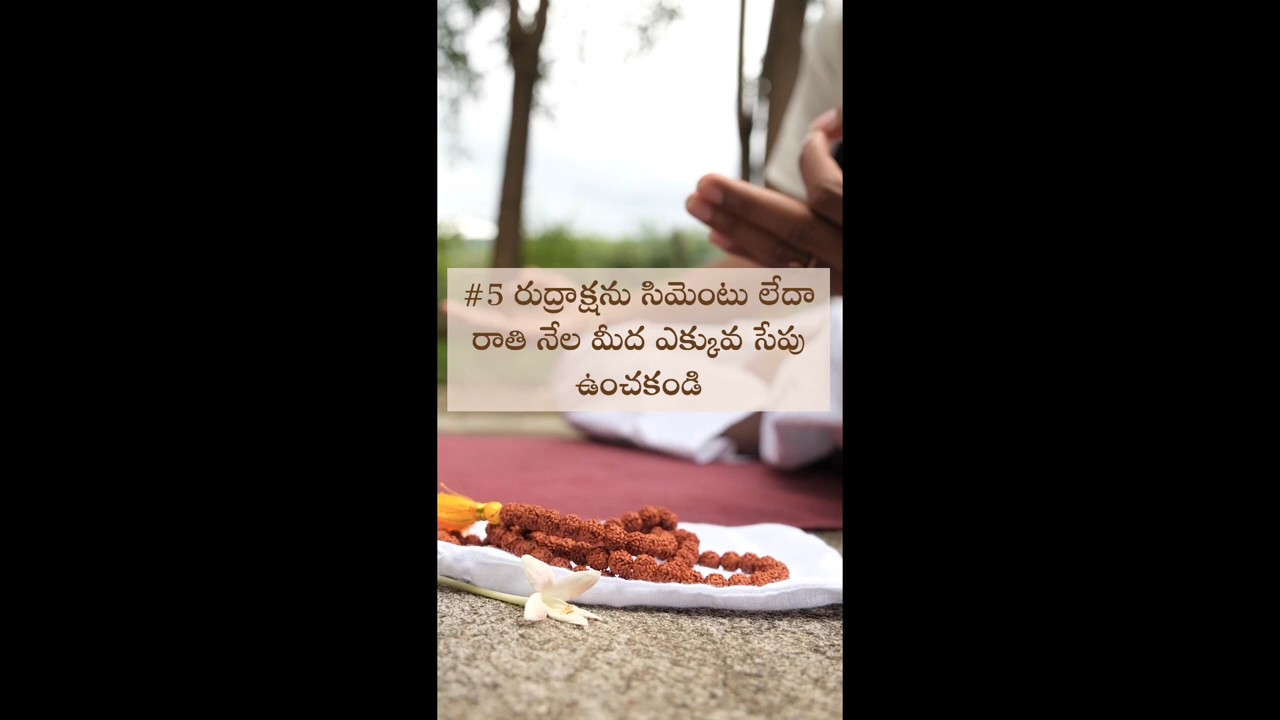 #5 రుద్రాక్షను సిమెంటు లేదా
రాతి నేల మీద ఎక్కువ సేపు
ఉంచకండి